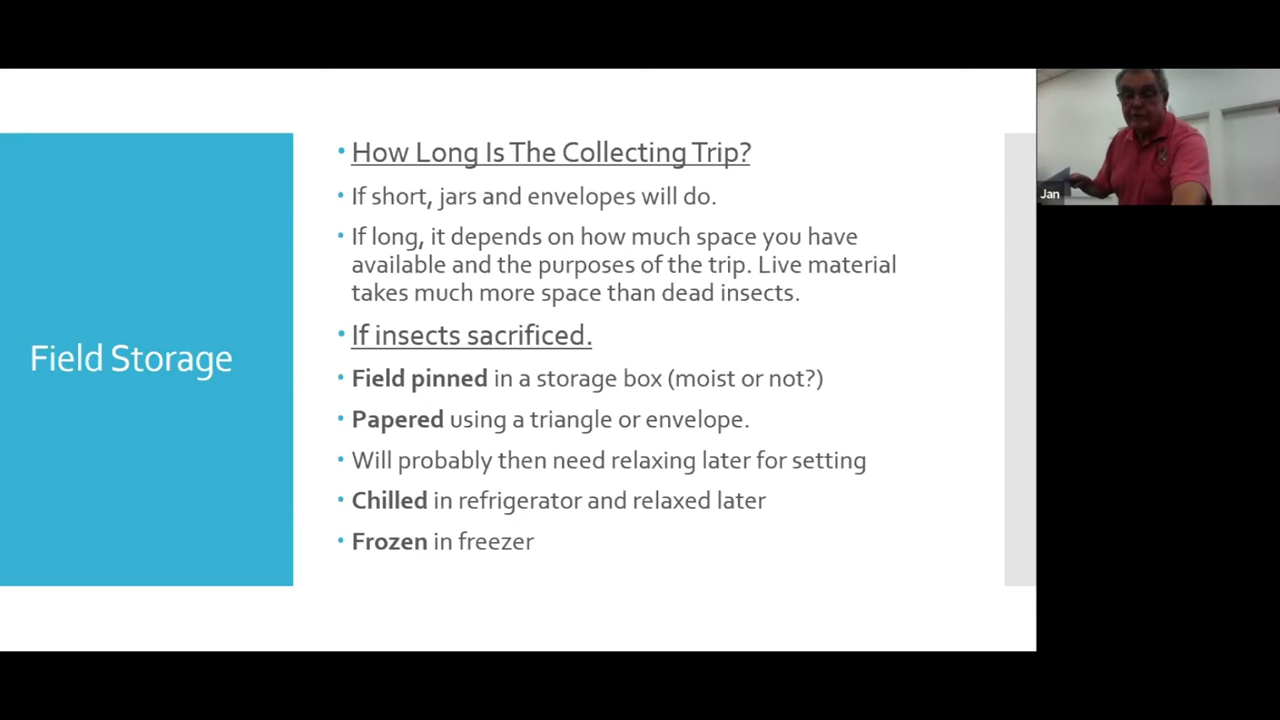 Field Storage
• How Long Is The Collecting Trip?
• If short, jars and envelopes will do.
• If long, it depends on how much space you have
available and the purposes of the trip. Live material
takes much more space than dead insects.
• If insects sacrificed.
• Field pinned in a storage box (moist or not?)
• Papered using a triangle or envelope.
• Will probably then need relaxing later for setting
• Chilled in refrigerator and relaxed later
• Frozen in freezer
Jan